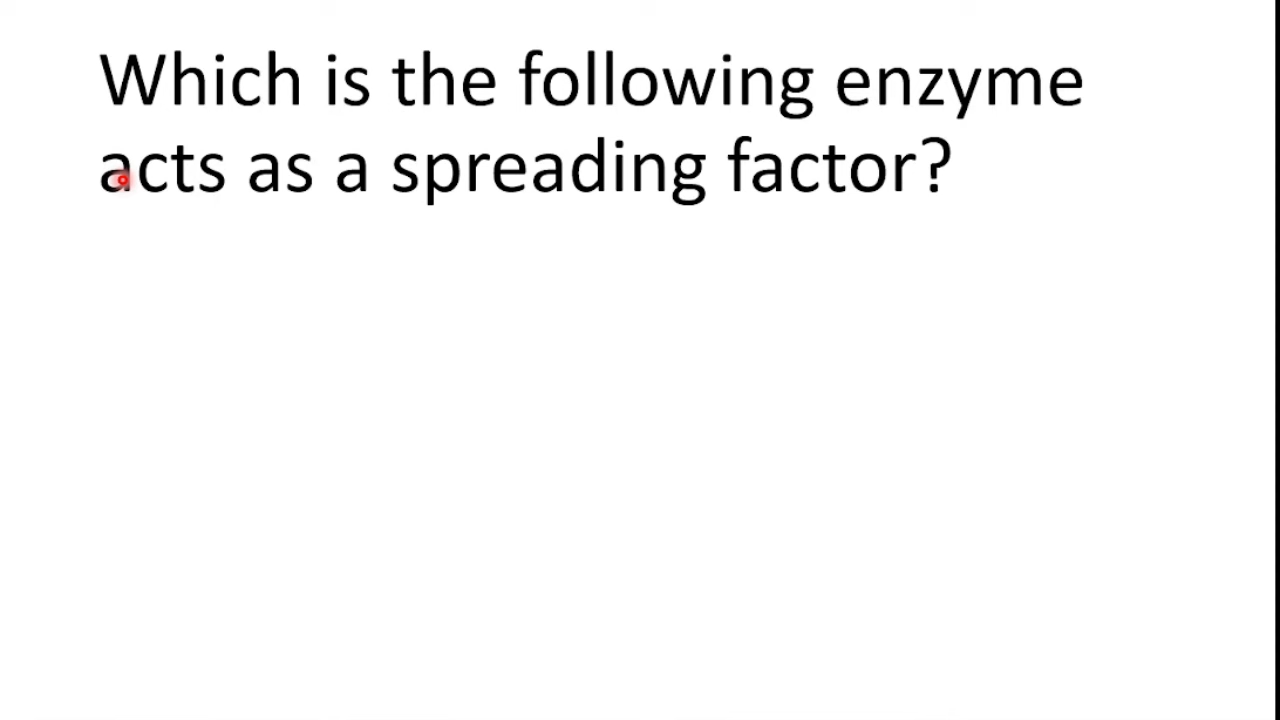 Which is the following enzyme
acts as a spreading factor?